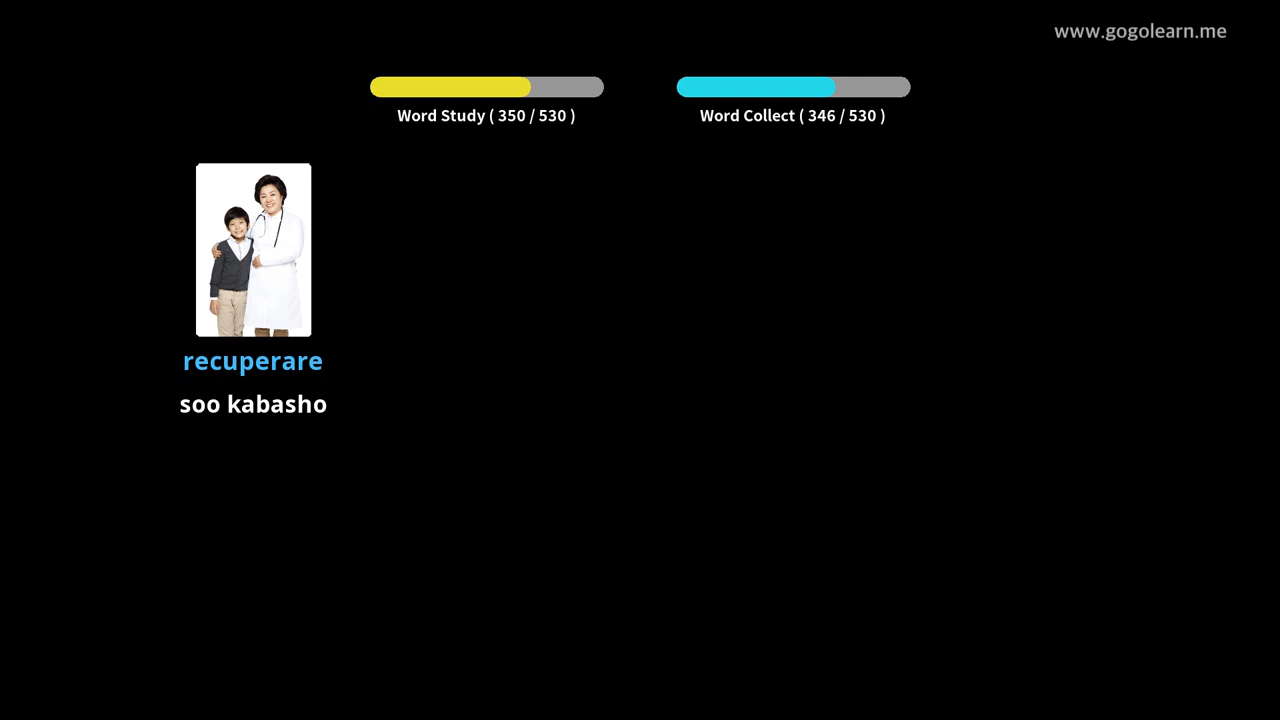 www.gogolearn.me
Word Study ( 350 / 530 )
Word Collect ( 346 / 530 )
recuperare
soo kabasho